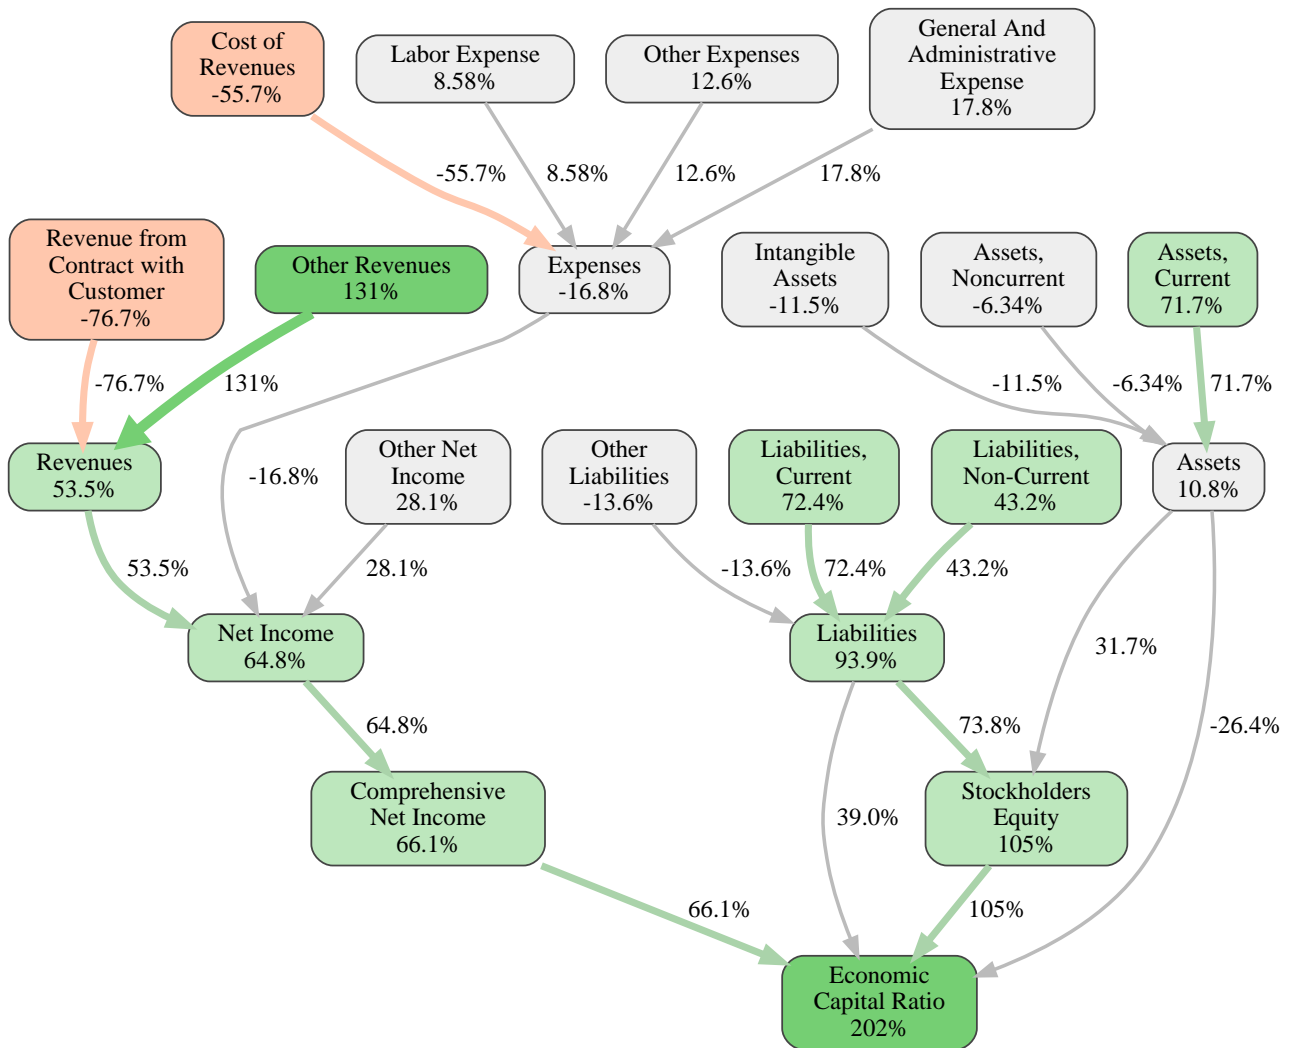 Cost of
Revenues
-55.7%
Labor Expense
8.58%
Other Expenses
12.6%
General And
Administrative
Expense
17.8%
-55.7%
8.58%
12.6%
17.8%
Revenue from
Contract with
Customer
-76.7%
Other Revenues
131%
Expenses
-16.8%
Intangible
Assets
-11.5%
Assets,
Noncurrent
-6.34%
Assets,
Current
71.7%
-76.7%
131%
-11.5%
-6.34%
71.7%
Revenues
53.5%
-16.8%
Other Net
Income
28.1%
Other
Liabilities
-13.6%
Liabilities,
Current
72.4%
Liabilities,
Non-Current
43.2%
Assets
10.8%
53.5%
28.1%
-13.6%
72.4%
43.2%
Net Income
64.8%
Liabilities
93.9%
31.7%
-26.4%
64.8%
73.8%
Comprehensive
Net Income
66.1%
39.0%
Stockholders
Equity
105%
66.1%
105%
Economic
Capital Ratio
202%